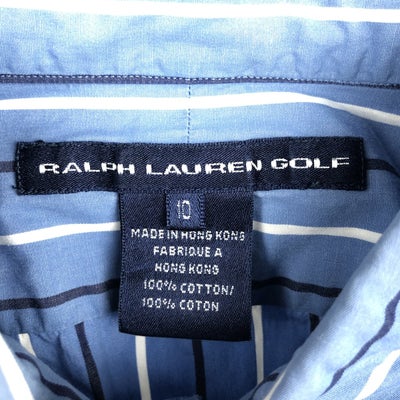 RALPH LAUREN GOLF
10
MADE IN HONG KONG
FABRIQUE A
HONG KONG
100% COTTON/
100% COTON